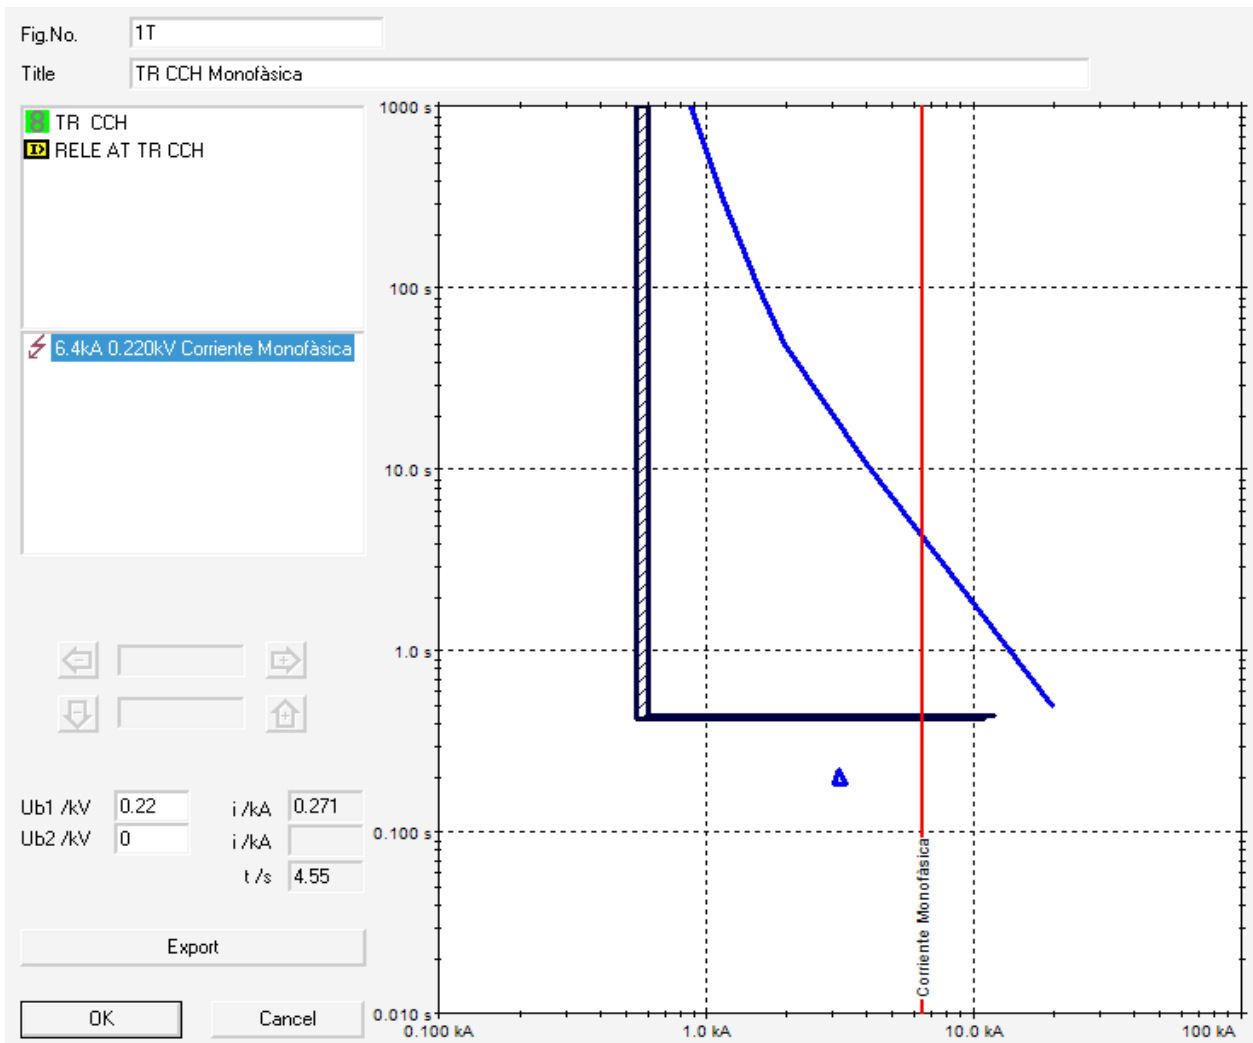 Fig.No. 1T
Title TR CCH Monofàsica
TR CCH
I> RELE AT TR CCH
6.4kA 0.220kV Corriente Monofàsica
Ub1 /kV 0.22 i /kA 0.271
Ub2 /kV 0 i /kA
t /s 4.55
Export
OK Cancel
1000 s
100 s
10.0 s
1.0 s
0.100 s
0.010 s
0.100 kA 1.0 kA 10.0 kA 100 kA
Corriente Monofàsica